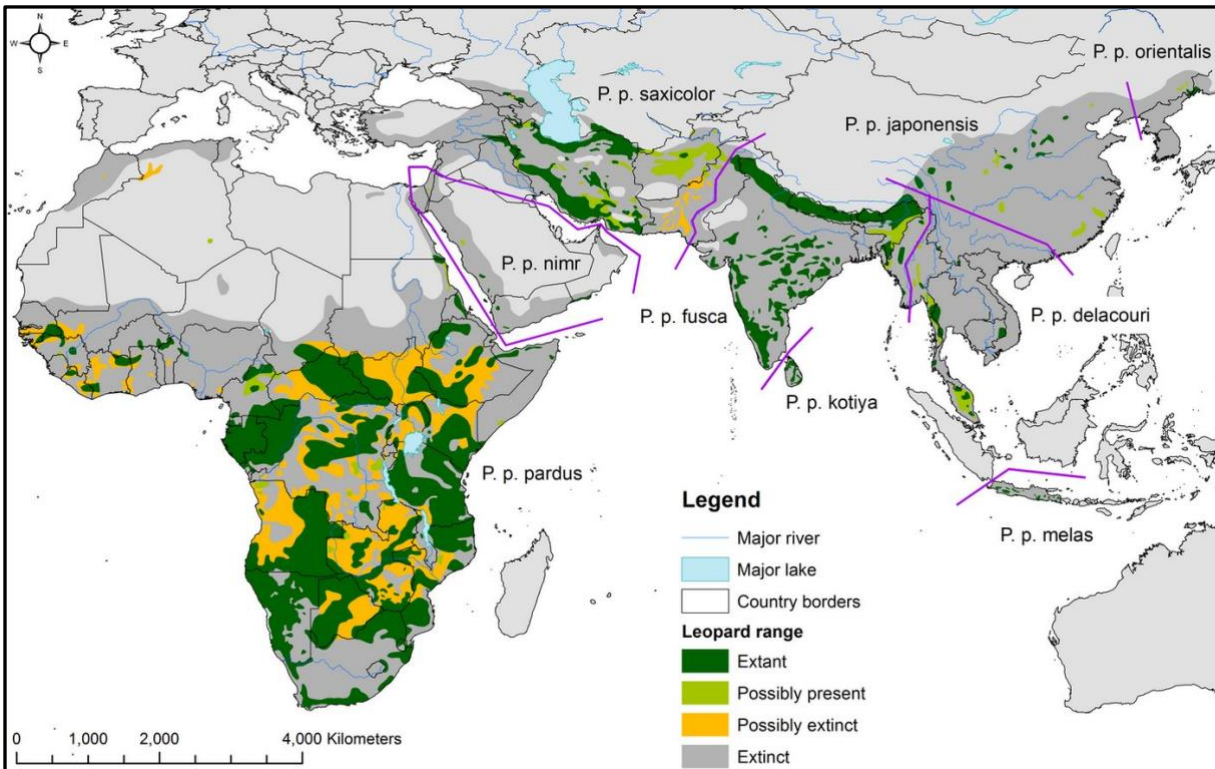 N
W E
S
P. p. orientalis
P. p. saxicolor
P. p. japonensis
P. p. nimr
P. p. fusca
P. p. delacouri
P. p. kotiya
P. p. pardus
P. p. melas
Legend
Major river
Major lake
Country borders
Leopard range
Extant
Possibly present
Possibly extinct
Extinct
0 1,000 2,000 4,000 Kilometers